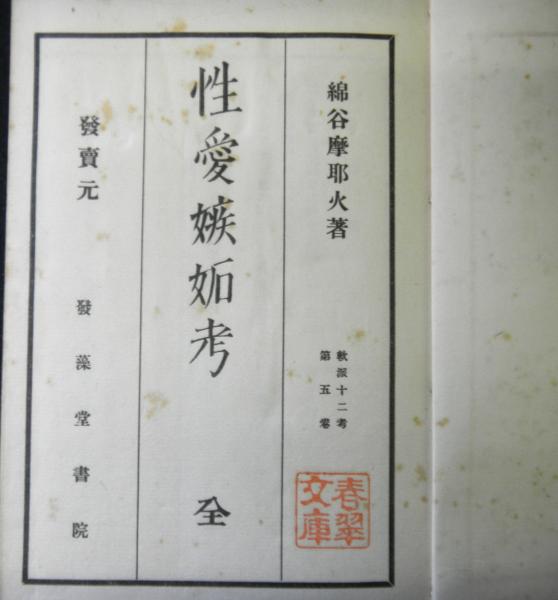 綿谷摩耶火著
軟派十二考
第五卷
春翠
文庫
性愛嫉妬考 全
發賣元 發藻堂書院